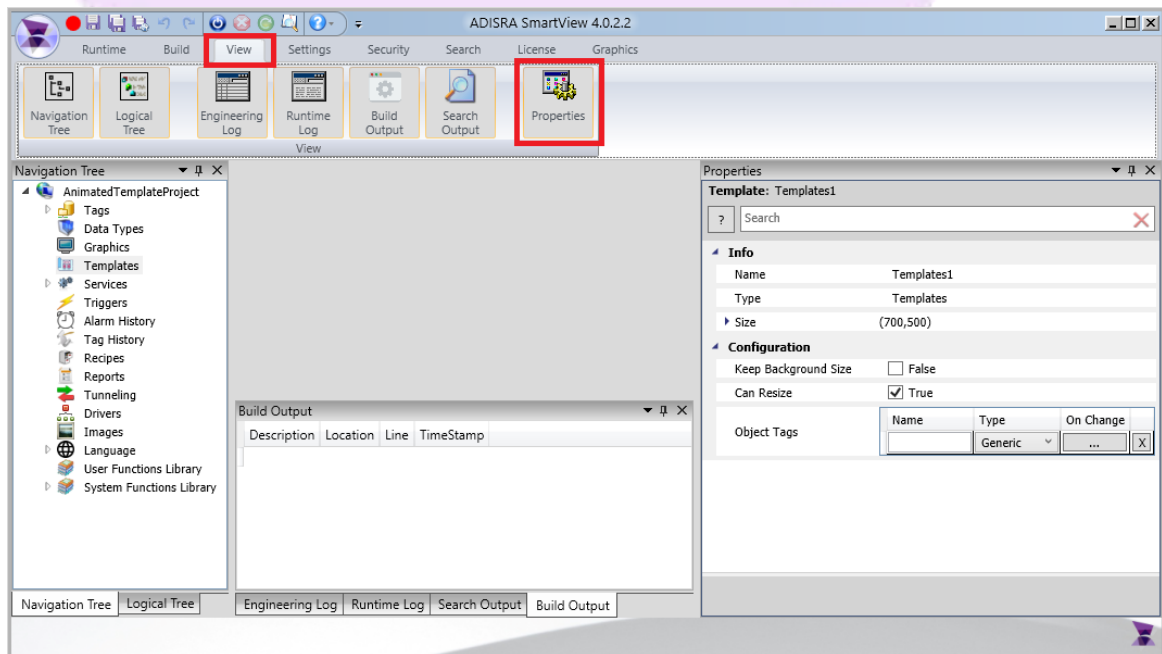 ADISRA SmartView 4.0.2.2
Runtime Build View Settings Security Search License Graphics
Navigation Tree
Logical Tree
Engineering Log
Runtime Log
Build Output
Search Output
Properties
View
Navigation Tree
AnimatedTemplateProject
Tags
Data Types
Graphics
Templates
Services
Triggers
Alarm History
Tag History
Recipes
Reports
Tunneling
Drivers
Images
Language
User Functions Library
System Functions Library
Navigation Tree Logical Tree
Build Output
Description Location Line TimeStamp
Engineering Log Runtime Log Search Output Build Output
Properties
Template: Templates1
? Search
Info
Name Templates1
Type Templates
Size (700,500)
Configuration
Keep Background Size False
Can Resize True
Object Tags
Name Type On Change
Generic ... X